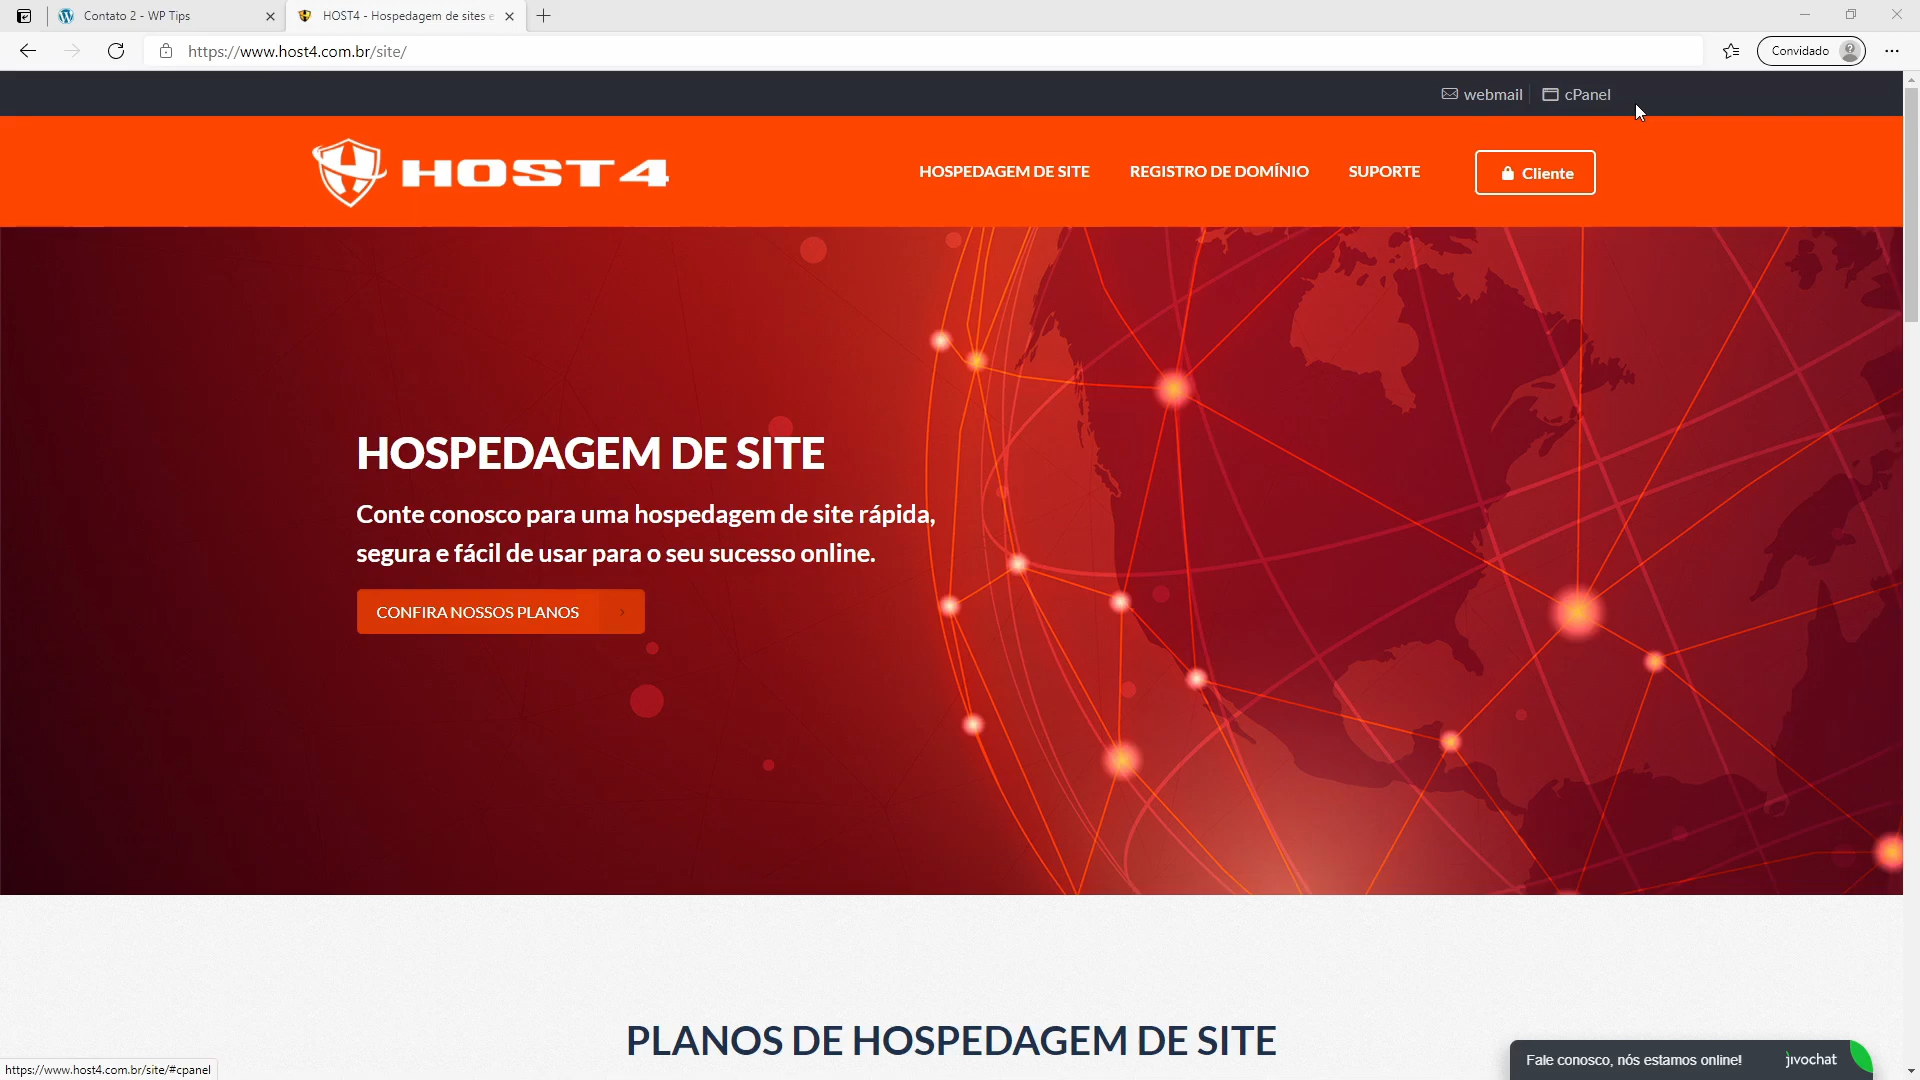 Contato 2 - WP Tips
HOST4 - Hospedagem de sites e
https://www.host4.com.br/site/
Convidado
webmail
cPanel
HOST4
HOSPEDAGEM DE SITE
REGISTRO DE DOMÍNIO
SUPORTE
Cliente
HOSPEDAGEM DE SITE
Conte conosco para uma hospedagem de site rápida,
segura e fácil de usar para o seu sucesso online.
CONFIRA NOSSOS PLANOS
PLANOS DE HOSPEDAGEM DE SITE
Fale conosco, nós estamos online!
jivochat
https://www.host4.com.br/site/#cpanel